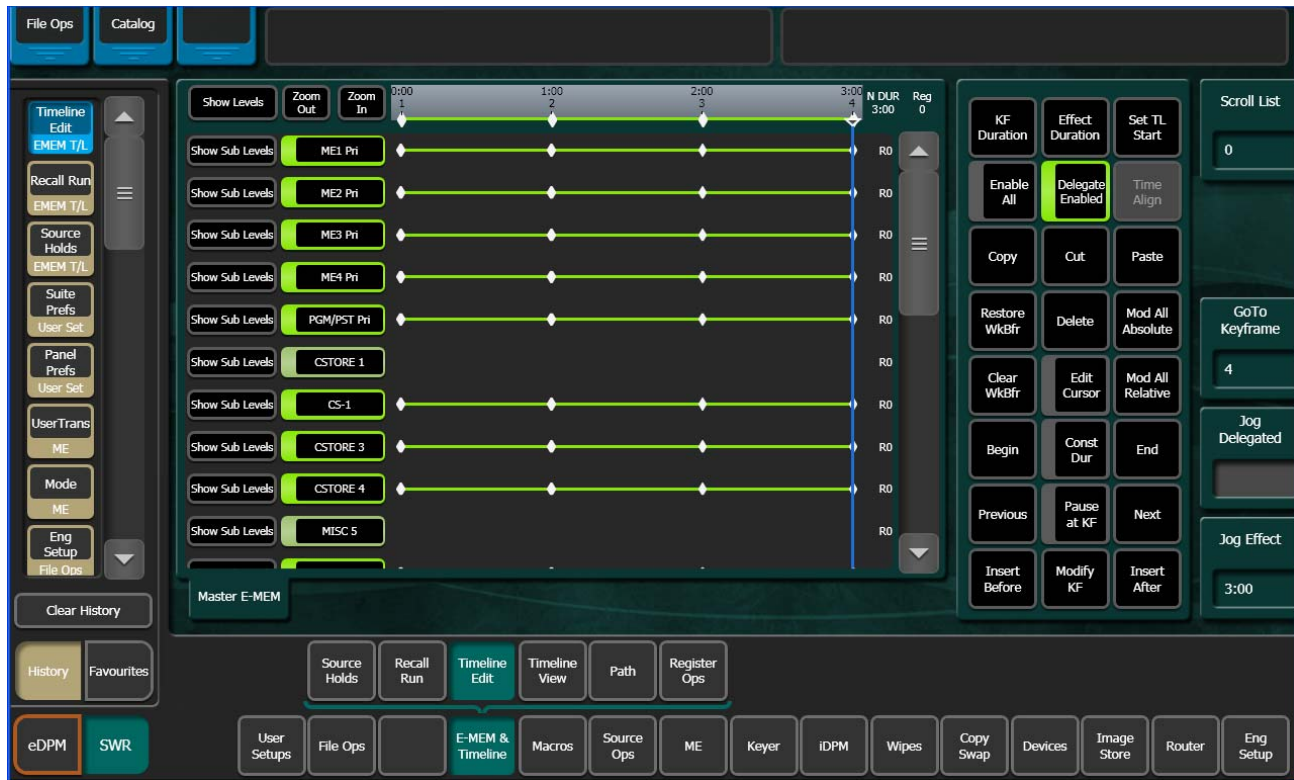 File Ops
Catalog
Timeline
Edit
EMEM T/L
Recall Run
EMEM T/L
Source
Holds
EMEM T/L
Suite
Prefs
User Set
Panel
Prefs
User Set
UserTrans
ME
Mode
ME
Eng
Setup
File Ops
Clear History
History
Favourites
eDPM
SWR
Show Levels
Zoom
Out
Zoom
In
0:00
1
1:00
2
2:00
3
3:00
4
N DUR
3:00
Reg
0
Show Sub Levels ME1 Pri R0
Show Sub Levels ME2 Pri R0
Show Sub Levels ME3 Pri R0
Show Sub Levels ME4 Pri R0
Show Sub Levels PGM/PST Pri R0
Show Sub Levels CSTORE 1 R0
Show Sub Levels CS-1 R0
Show Sub Levels CSTORE 3 R0
Show Sub Levels CSTORE 4 R0
Show Sub Levels MISC 5 R0
Master E-MEM
KF
Duration
Effect
Duration
Set TL
Start
Enable
All
Delegate
Enabled
Time
Align
Copy
Cut
Paste
Restore
WkBfr
Delete
Mod All
Absolute
Clear
WkBfr
Edit
Cursor
Mod All
Relative
Begin
Const
Dur
End
Previous
Pause
at KF
Next
Insert
Before
Modify
KF
Insert
After
Scroll List
0
GoTo
Keyframe
4
Jog
Delegated
Jog Effect
3:00
Source
Holds
Recall
Run
Timeline
Edit
Timeline
View
Path
Register
Ops
User
Setups
File Ops
E-MEM &
Timeline
Macros
Source
Ops
ME
Keyer
iDPM
Wipes
Copy
Swap
Devices
Image
Store
Router
Eng
Setup